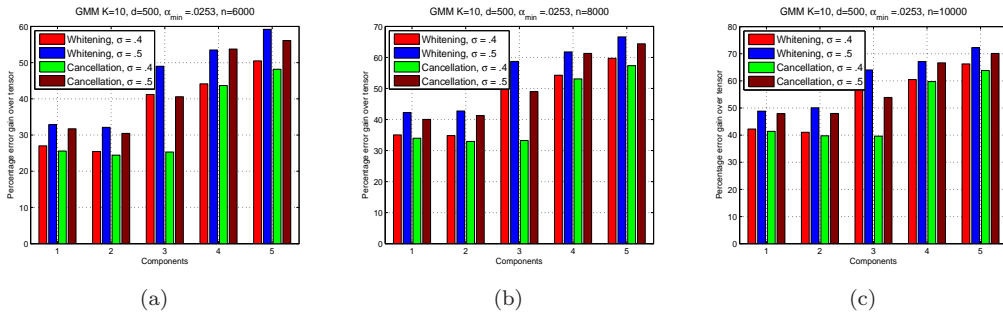 GMM K=10, d=500, α_min =.0253, n=6000
60
50
40
30
20
10
0
Percentage error gain over tensor
Whitening, σ = .4
Whitening, σ = .5
Cancellation, σ = .4
Cancellation, σ = .5
1 2 3 4 5
Components
(a)
GMM K=10, d=500, α_min =.0253, n=8000
70
60
50
40
30
20
10
0
Percentage error gain over tensor
Whitening, σ = .4
Whitening, σ = .5
Cancellation, σ = .4
Cancellation, σ = .5
1 2 3 4 5
Components
(b)
GMM K=10, d=500, α_min =.0253, n=10000
80
70
60
50
40
30
20
10
0
Percentage error gain over tensor
Whitening, σ = .4
Whitening, σ = .5
Cancellation, σ = .4
Cancellation, σ = .5
1 2 3 4 5
Components
(c)